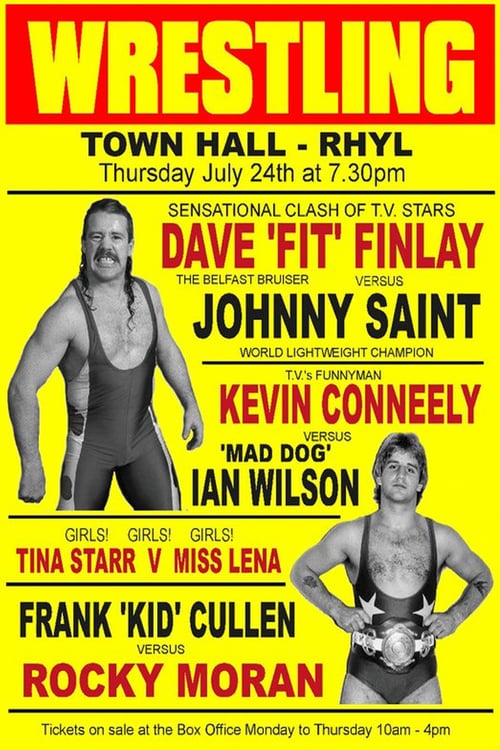 WRESTLING
TOWN HALL - RHYL
Thursday July 24th at 7.30pm
SENSATIONAL CLASH OF T.V. STARS
DAVE 'FIT' FINLAY
THE BELFAST BRUISER
VERSUS
JOHNNY SAINT
WORLD LIGHTWEIGHT CHAMPION
T.V.'s FUNNYMAN
KEVIN CONNEELY
VERSUS
'MAD DOG'
IAN WILSON
GIRLS! GIRLS! GIRLS!
TINA STARR V MISS LENA
FRANK 'KID' CULLEN
VERSUS
ROCKY MORAN
Tickets on sale at the Box Office Monday to Thursday 10am - 4pm